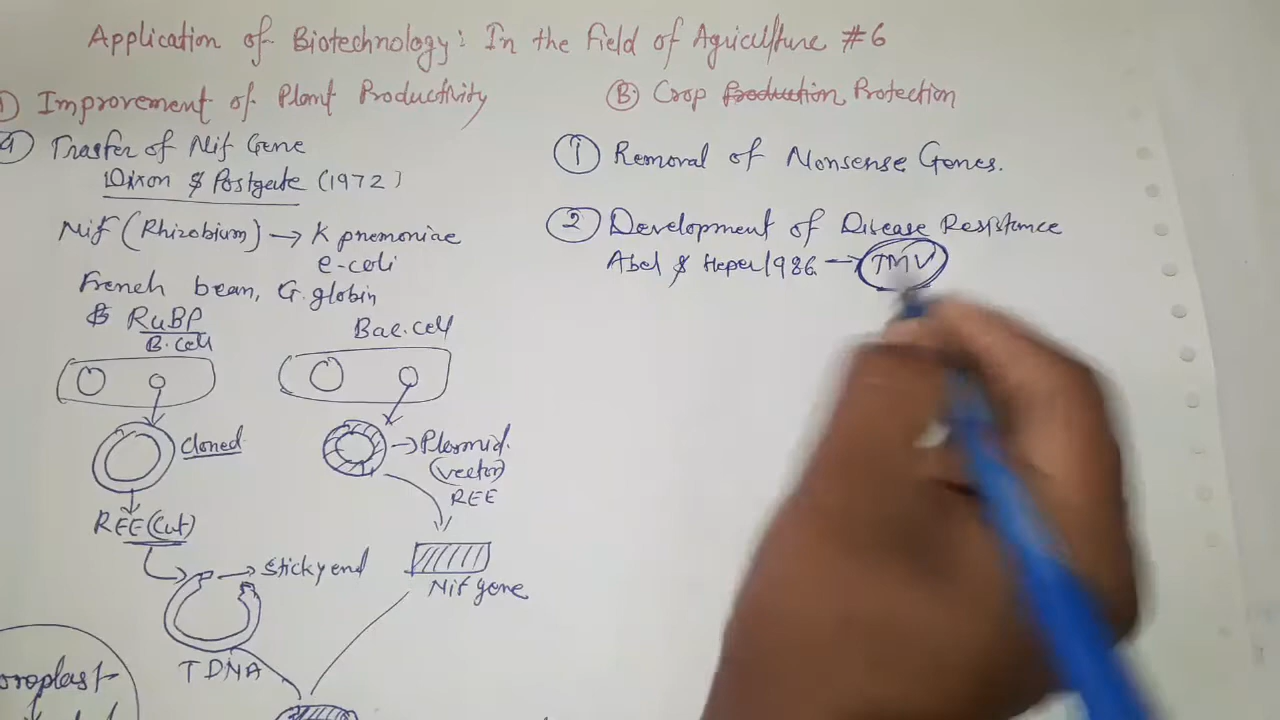 Application of Biotechnology: In the Field of Agriculture #6
Improvement of Plant Productivity
4 Trasfer of Nif Gene
Dixon & Postgate (1972)
Nif (Rhizobium) → K pnemoniae
e-coli
French bean, G. globin
& RuBP
B. cell
Bac. cell
Cloned
→ Plasmid
(vector)
REE
REE (Cut)
→ Sticky end
Nif gene
TDNA
oroplast
B Crop Production Protection
1 Removal of Nonsense Genes.
2 Development of Disease Resistance
Abel & Heper 1986 → TMV